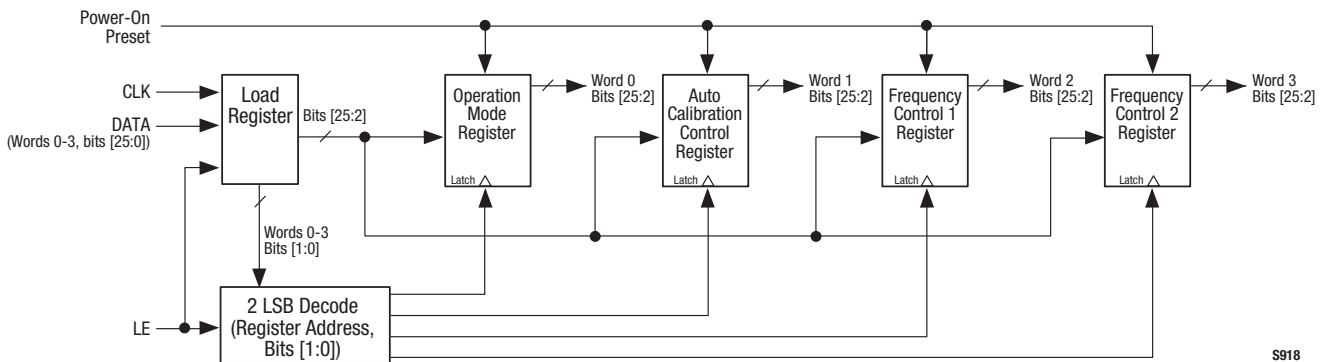 Power-On
Preset
CLK
DATA
(Words 0-3, bits [25:0])
Load
Register
Bits [25:2]
Operation
Mode
Register
Latch
Word 0
Bits [25:2]
Auto
Calibration
Control
Register
Latch
Word 1
Bits [25:2]
Frequency
Control 1
Register
Latch
Word 2
Bits [25:2]
Frequency
Control 2
Register
Latch
Word 3
Bits [25:2]
Words 0-3
Bits [1:0]
LE
2 LSB Decode
(Register Address,
Bits [1:0])
S918